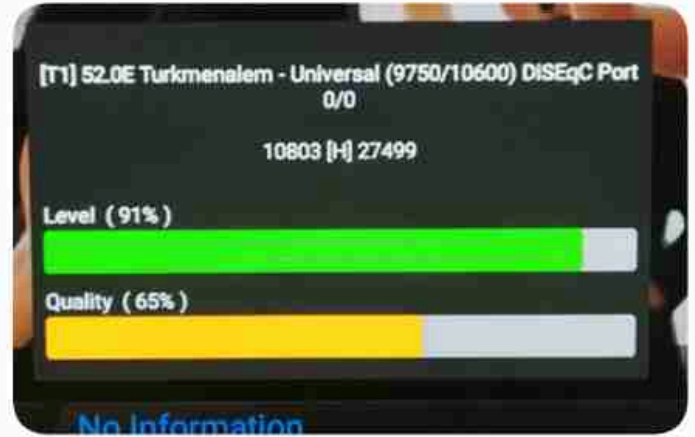 [T1] 52.0E Turkmenalem - Universal (9750/10600) DiSEqC Port
0/0
10803 [H] 27499
Level ( 91% )
Quality ( 65% )
No Information